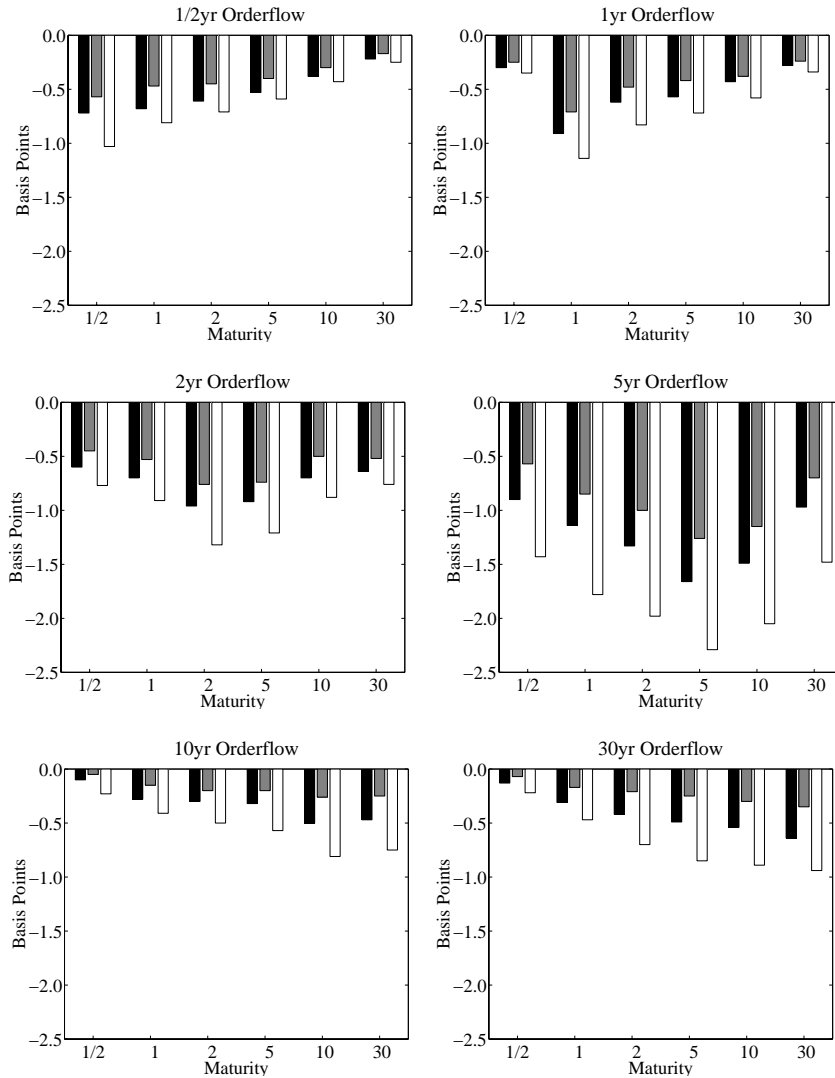 1/2yr Orderflow
0.0
−0.5
−1.0
−1.5
−2.0
−2.5
Basis Points
1/2 1 2 5 10 30
Maturity
1yr Orderflow
0.0
−0.5
−1.0
−1.5
−2.0
−2.5
Basis Points
1/2 1 2 5 10 30
Maturity
2yr Orderflow
0.0
−0.5
−1.0
−1.5
−2.0
−2.5
Basis Points
1/2 1 2 5 10 30
Maturity
5yr Orderflow
0.0
−0.5
−1.0
−1.5
−2.0
−2.5
Basis Points
1/2 1 2 5 10 30
Maturity
10yr Orderflow
0.0
−0.5
−1.0
−1.5
−2.0
−2.5
Basis Points
1/2 1 2 5 10 30
Maturity
30yr Orderflow
0.0
−0.5
−1.0
−1.5
−2.0
−2.5
Basis Points
1/2 1 2 5 10 30
Maturity